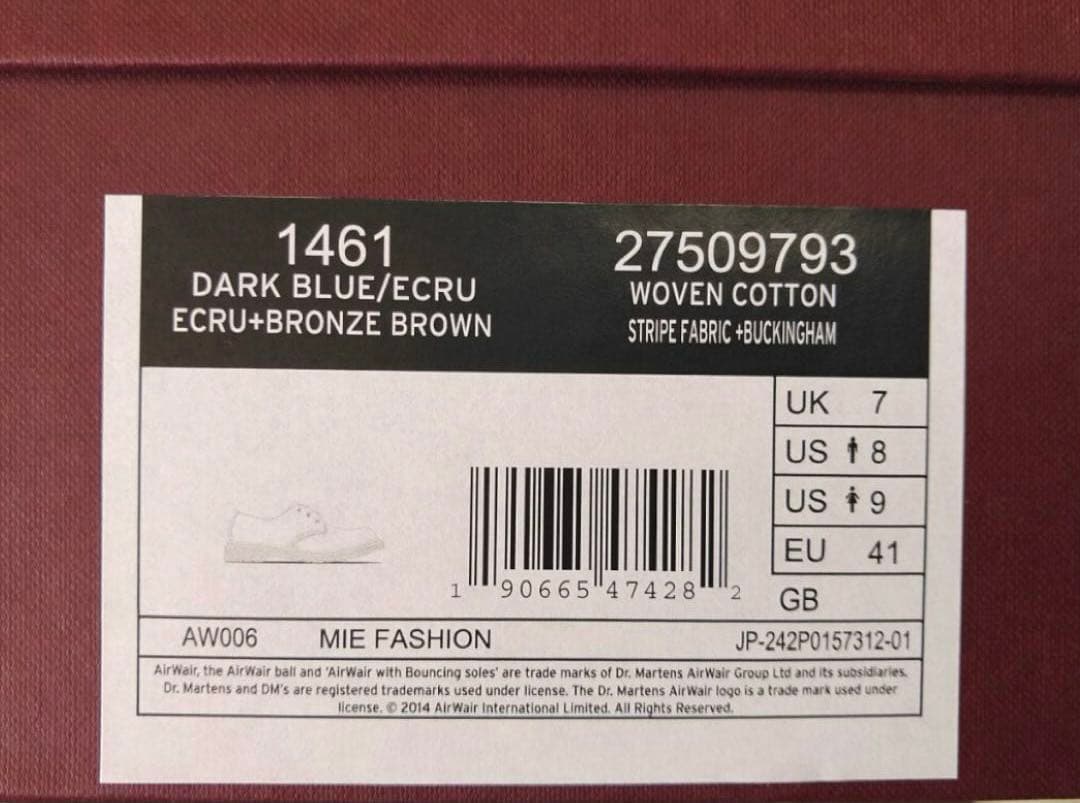 1461
DARK BLUE/ECRU
ECRU+BRONZE BROWN
27509793
WOVEN COTTON
STRIPE FABRIC +BUCKINGHAM
UK 7
US 8
US 9
EU 41
GB
1 90665 47428 2
AW006 MIE FASHION JP-242P0157312-01
AirWair, the AirWair ball and 'AirWair with Bouncing soles' are trade marks of Dr. Martens AirWair Group Ltd and its subsidiaries.
Dr. Martens and DM's are registered trademarks used under license. The Dr. Martens AirWair logo is a trade mark used under
license. © 2014 AirWair International Limited. All Rights Reserved.